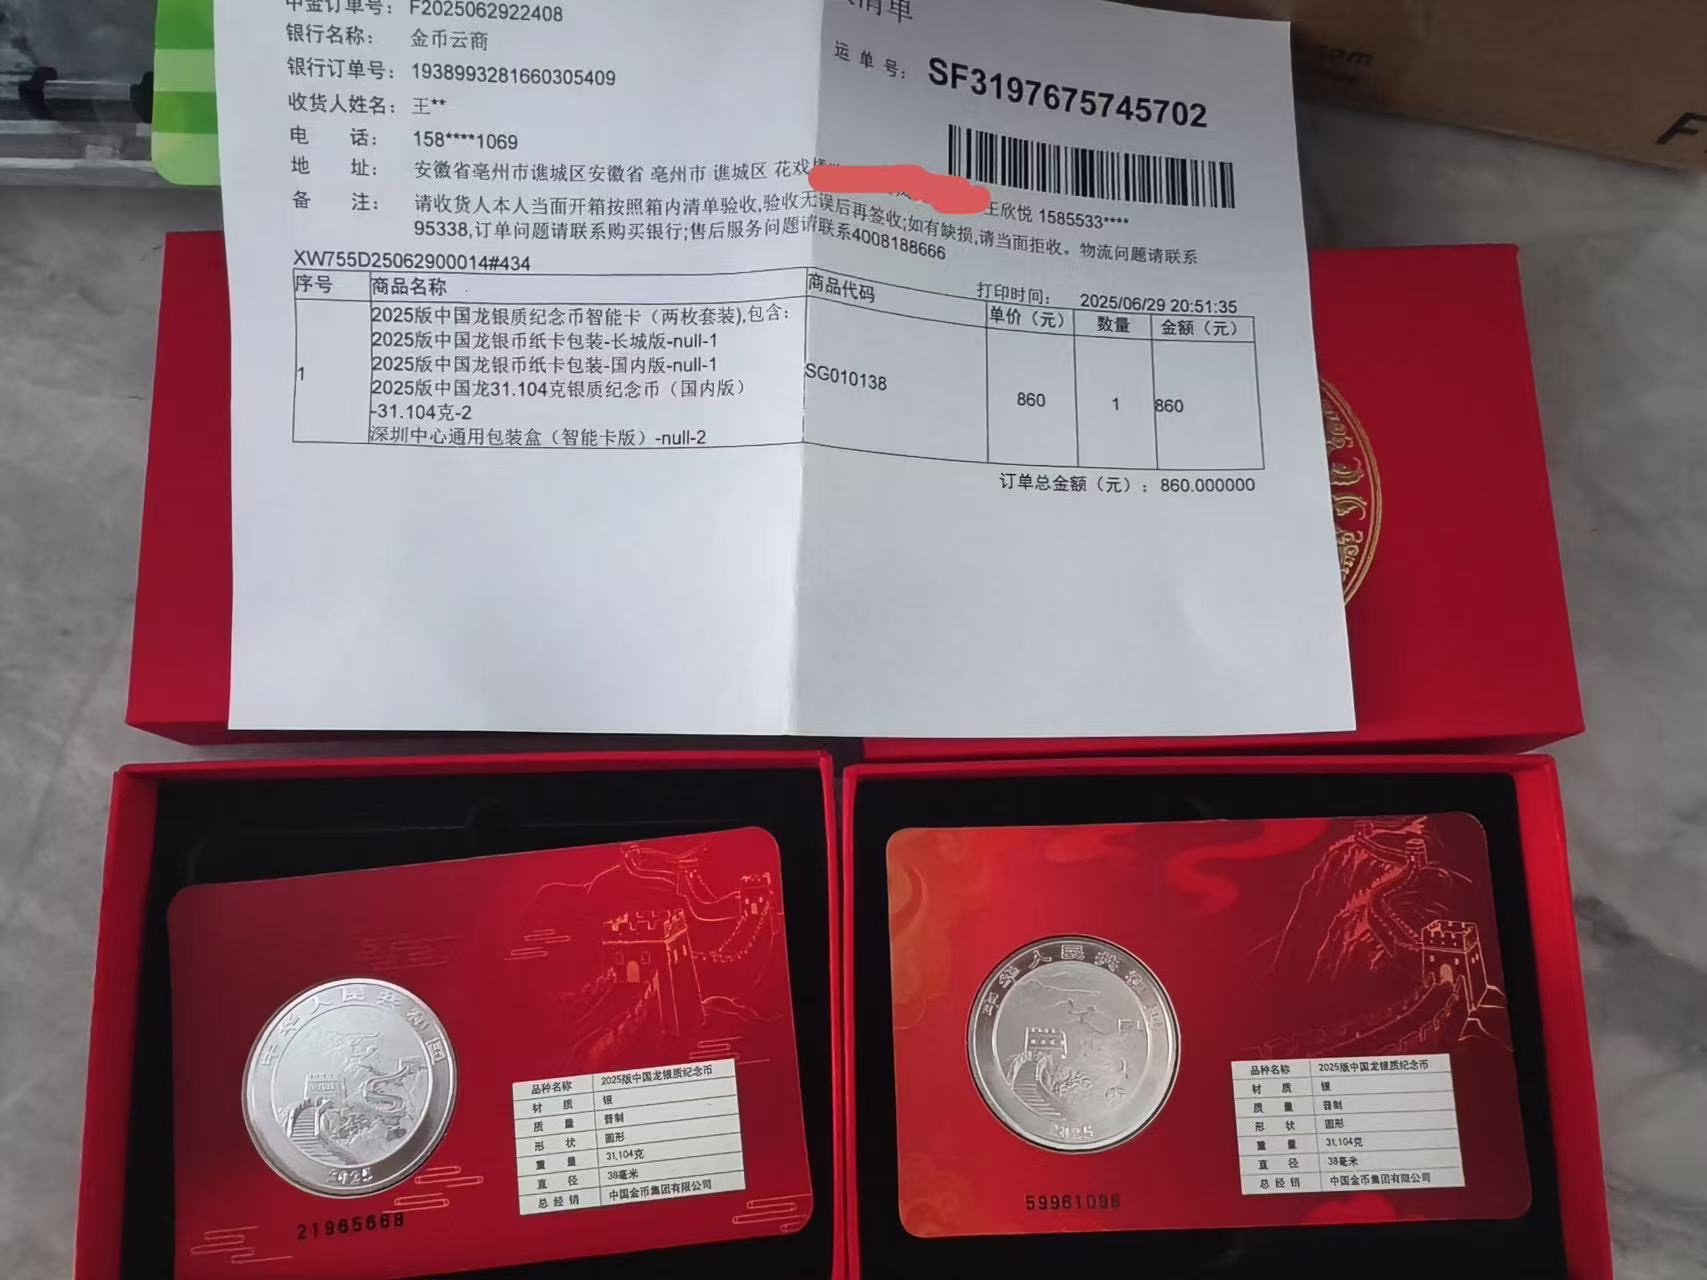 中金订单号： F2025062922408
银行名称： 金币云商
银行订单号： 1938993281660305409
收货人姓名： 王**
电 话： 158****1069
地 址： 安徽省亳州市谯城区安徽省 亳州市 谯城区 花戏楼
王欣悦 1585533****
备 注： 请收货人本人当面开箱按照箱内清单验收,验收无误后再签收;如有缺损,请当面拒收。物流问题请联系
95338,订单问题请联系购买银行;售后服务问题请联系4008188666
清单
运 单 号： SF3197675745702
XW755D25062900014#434
打印时间： 2025/06/29 20:51:35
序号 商品名称 商品代码 单价（元） 数量 金额（元）
1
2025版中国龙银质纪念币智能卡（两枚套装),包含：
2025版中国龙银币纸卡包装-长城版-null-1
2025版中国龙银币纸卡包装-国内版-null-1
2025版中国龙31.104克银质纪念币（国内版）
-31.104克-2
深圳中心通用包装盒（智能卡版）-null-2
SG010138 860 1 860
订单总金额（元）： 860.000000
中华人民共和国
2025
21965668
品种名称 2025版中国龙银质纪念币
材 质 银
质 量 普制
形 状 圆形
重 量 31.104克
直 径 38毫米
总 经 销 中国金币集团有限公司
中华人民共和国
2025
59961096
品种名称 2025版中国龙银质纪念币
材 质 银
质 量 普制
形 状 圆形
重 量 31.104克
直 径 38毫米
总 经 销 中国金币集团有限公司